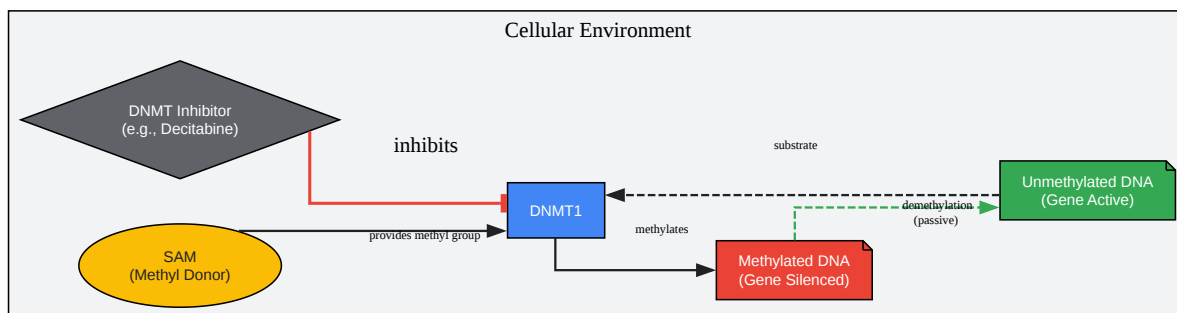 Cellular Environment
DNMT Inhibitor
(e.g., Decitabine)
inhibits
substrate
Unmethylated DNA
(Gene Active)
DNMT1
demethylation
(passive)
provides methyl group
methylates
SAM
(Methyl Donor)
Methylated DNA
(Gene Silenced)